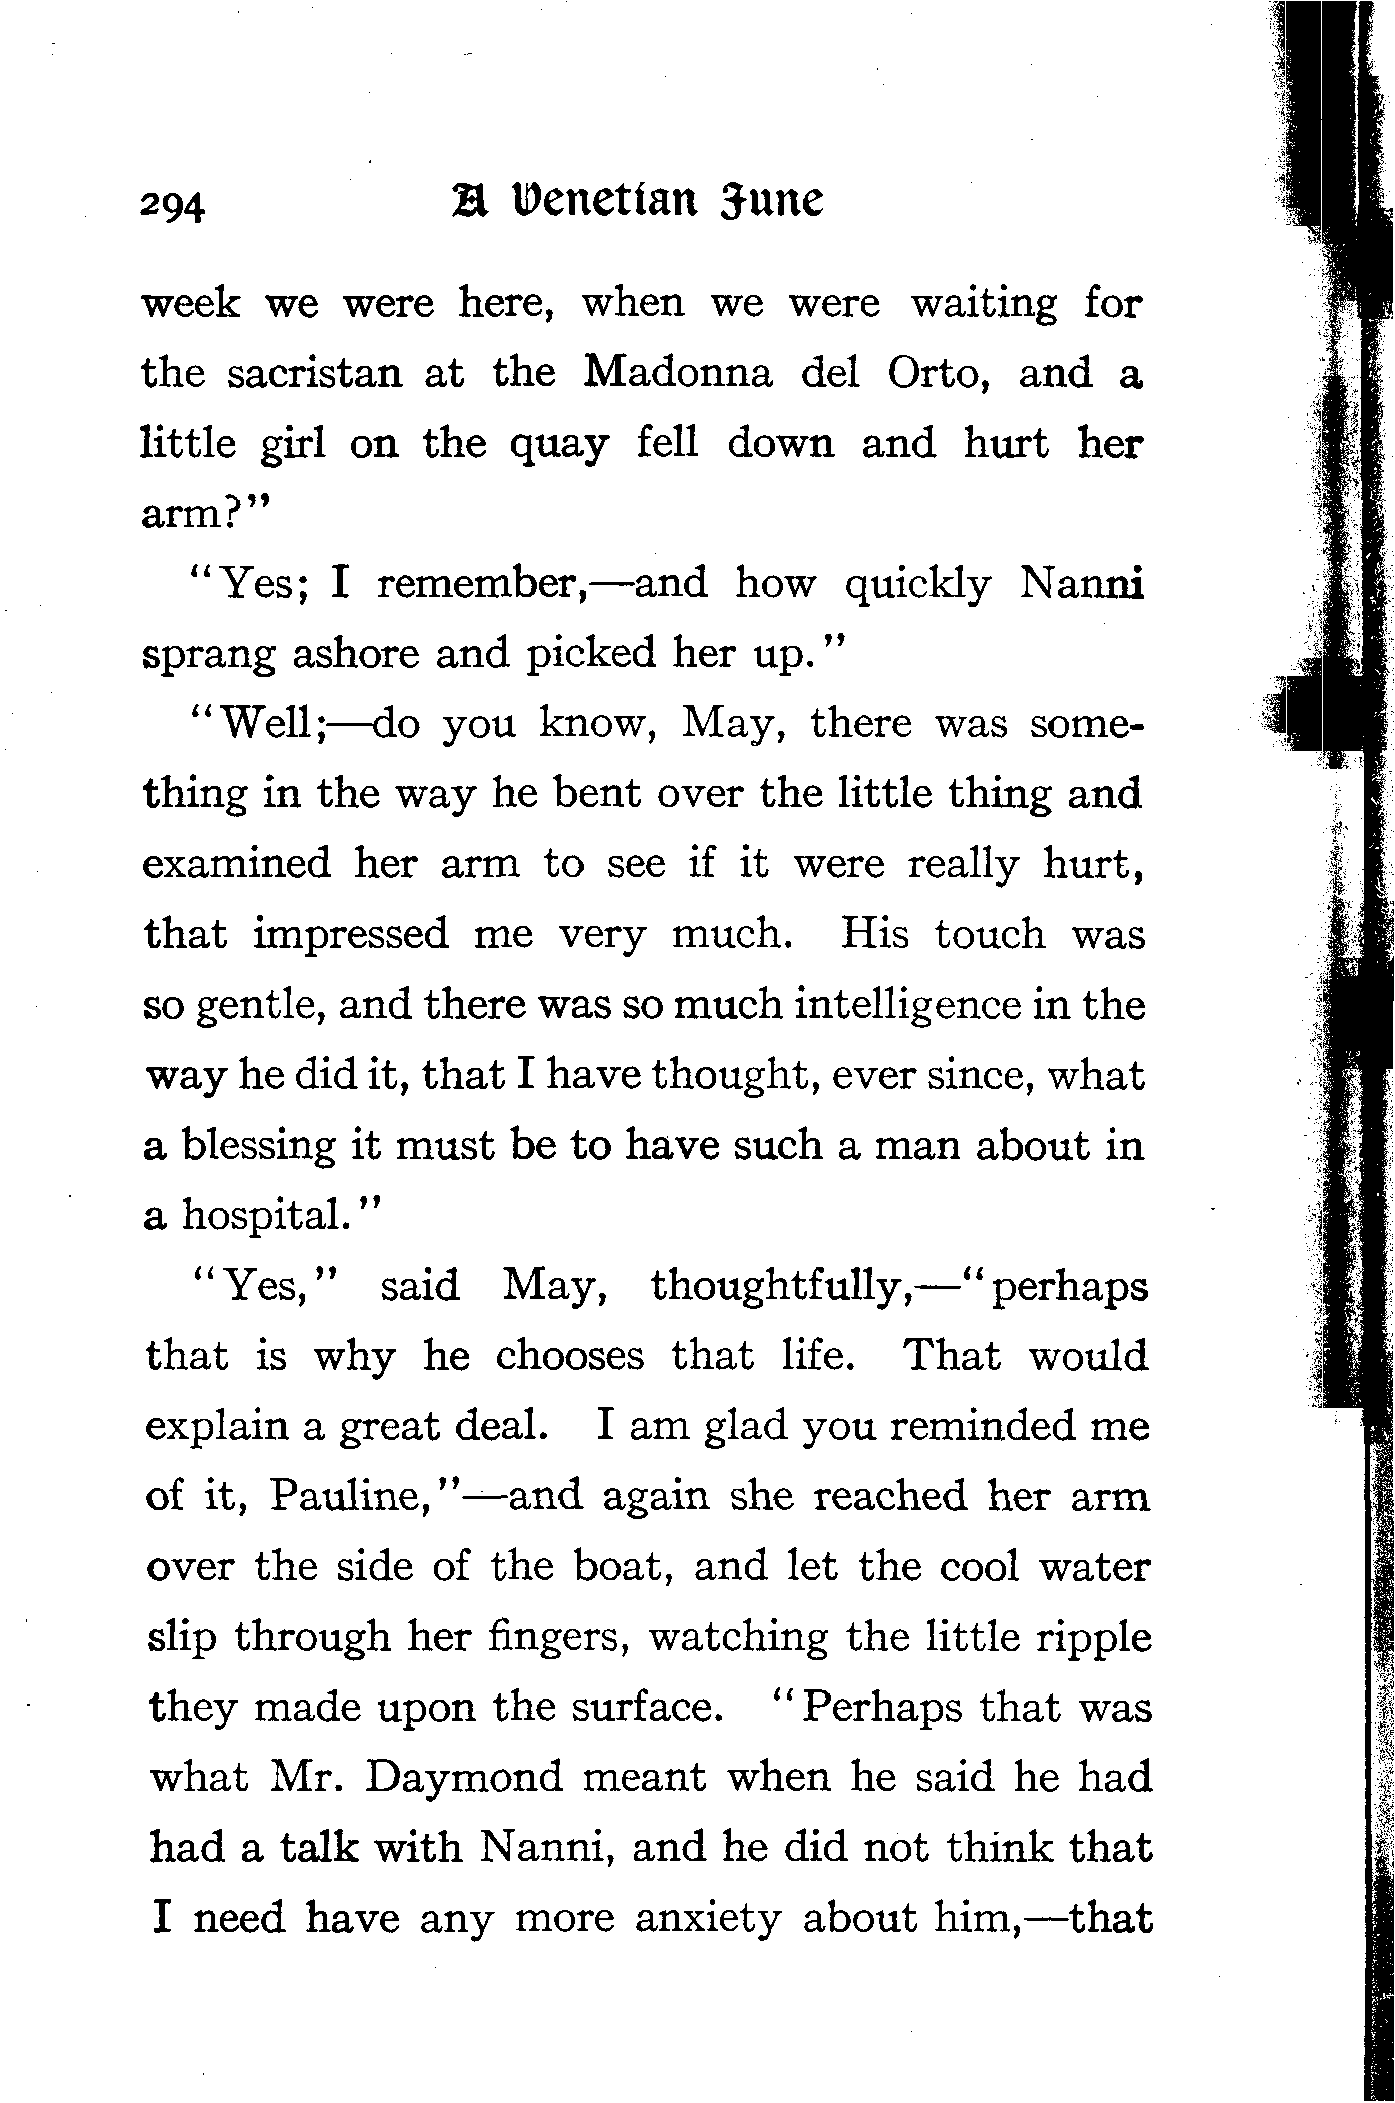 294 A Venetian June
week we were here, when we were waiting for
the sacristan at the Madonna del Orto, and a
little girl on the quay fell down and hurt her
arm?"
"Yes; I remember,—and how quickly Nanni
sprang ashore and picked her up."
"Well;—do you know, May, there was some-
thing in the way he bent over the little thing and
examined her arm to see if it were really hurt,
that impressed me very much. His touch was
so gentle, and there was so much intelligence in the
way he did it, that I have thought, ever since, what
a blessing it must be to have such a man about in
a hospital."
"Yes," said May, thoughtfully,—"perhaps
that is why he chooses that life. That would
explain a great deal. I am glad you reminded me
of it, Pauline,"—and again she reached her arm
over the side of the boat, and let the cool water
slip through her fingers, watching the little ripple
they made upon the surface. "Perhaps that was
what Mr. Daymond meant when he said he had
had a talk with Nanni, and he did not think that
I need have any more anxiety about him,—that